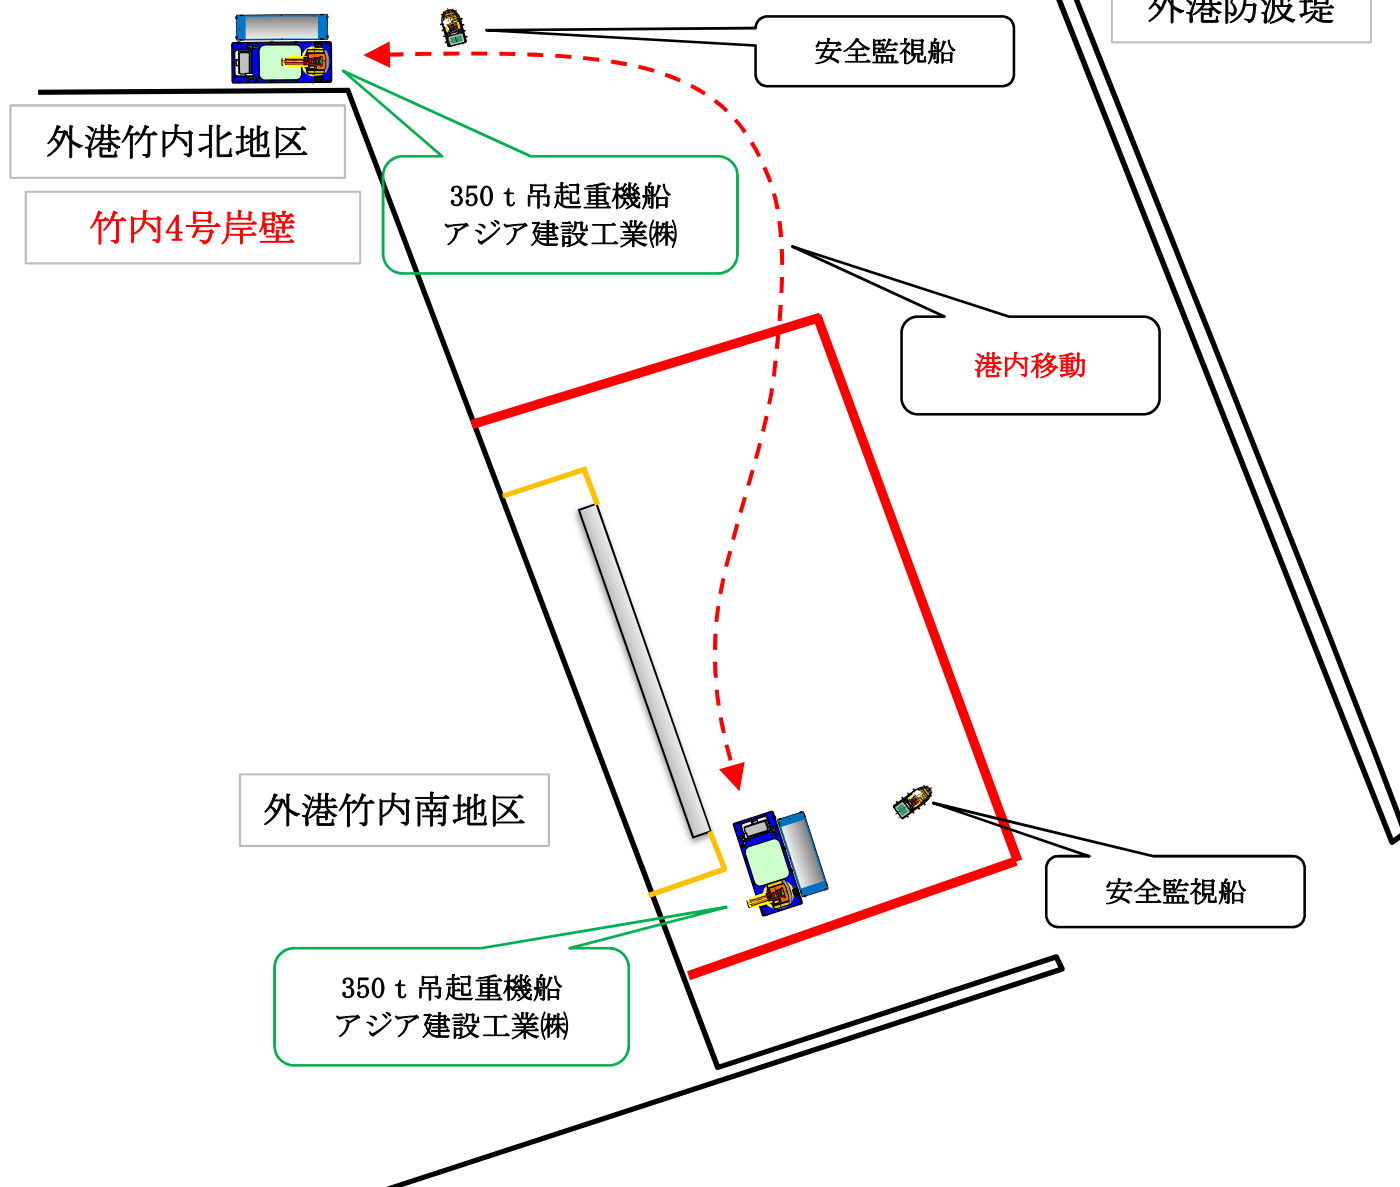 外港防波堤
安全監視船
外港竹内北地区
350ｔ吊起重機船
アジア建設工業㈱
竹内4号岸壁
港内移動
外港竹内南地区
安全監視船
350ｔ吊起重機船
アジア建設工業㈱